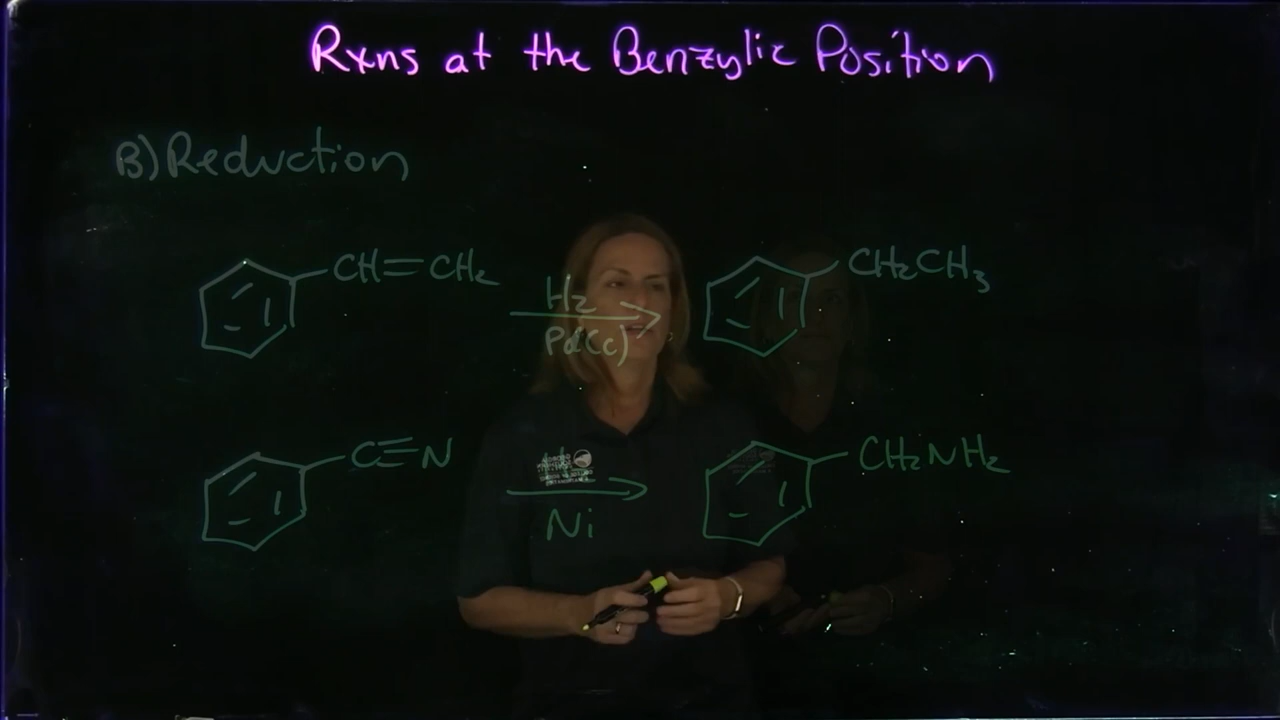 Rxns at the Benzylic Position
B) Reduction
CH=CH2
H2
Pd(c)
CH2CH3
C≡N
Ni
CH2NH2